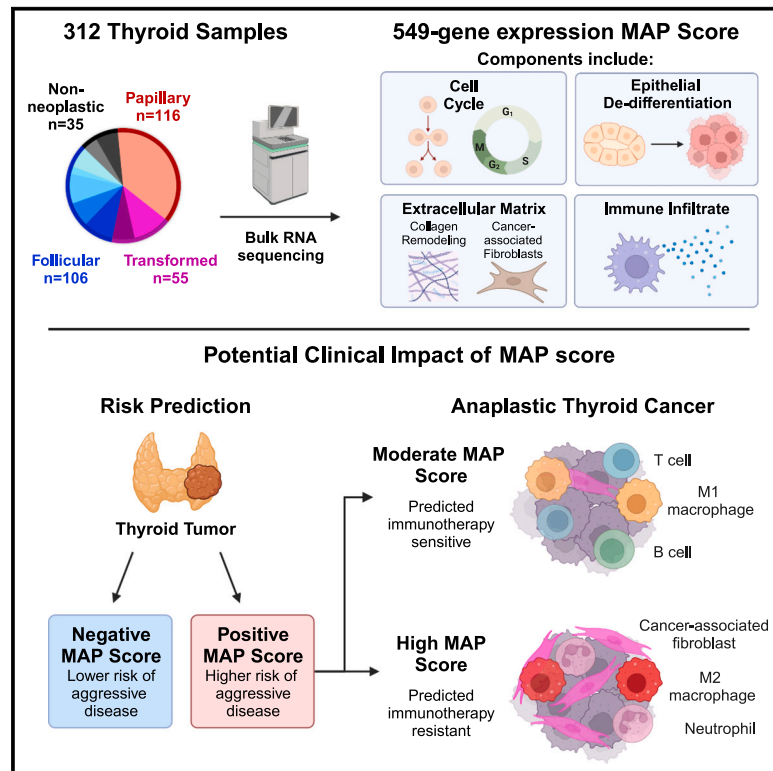 312 Thyroid Samples
Non-
neoplastic
n=35
Papillary
n=116
Follicular
n=106
Transformed
n=55
Bulk RNA
sequencing
549-gene expression MAP Score
Components include:
Cell
Cycle
G1
M
G2
S
Epithelial
De-differentiation
Extracellular Matrix
Collagen
Remodeling
Cancer-
associated
Fibroblasts
Immune Infiltrate
Potential Clinical Impact of MAP score
Risk Prediction
Thyroid Tumor
Negative
MAP Score
Lower risk of
aggressive
disease
Positive
MAP Score
Higher risk of
aggressive
disease
Anaplastic Thyroid Cancer
Moderate MAP
Score
Predicted
immunotherapy
sensitive
T cell
M1
macrophage
B cell
High MAP
Score
Predicted
immunotherapy
resistant
Cancer-associated
fibroblast
M2
macrophage
Neutrophil